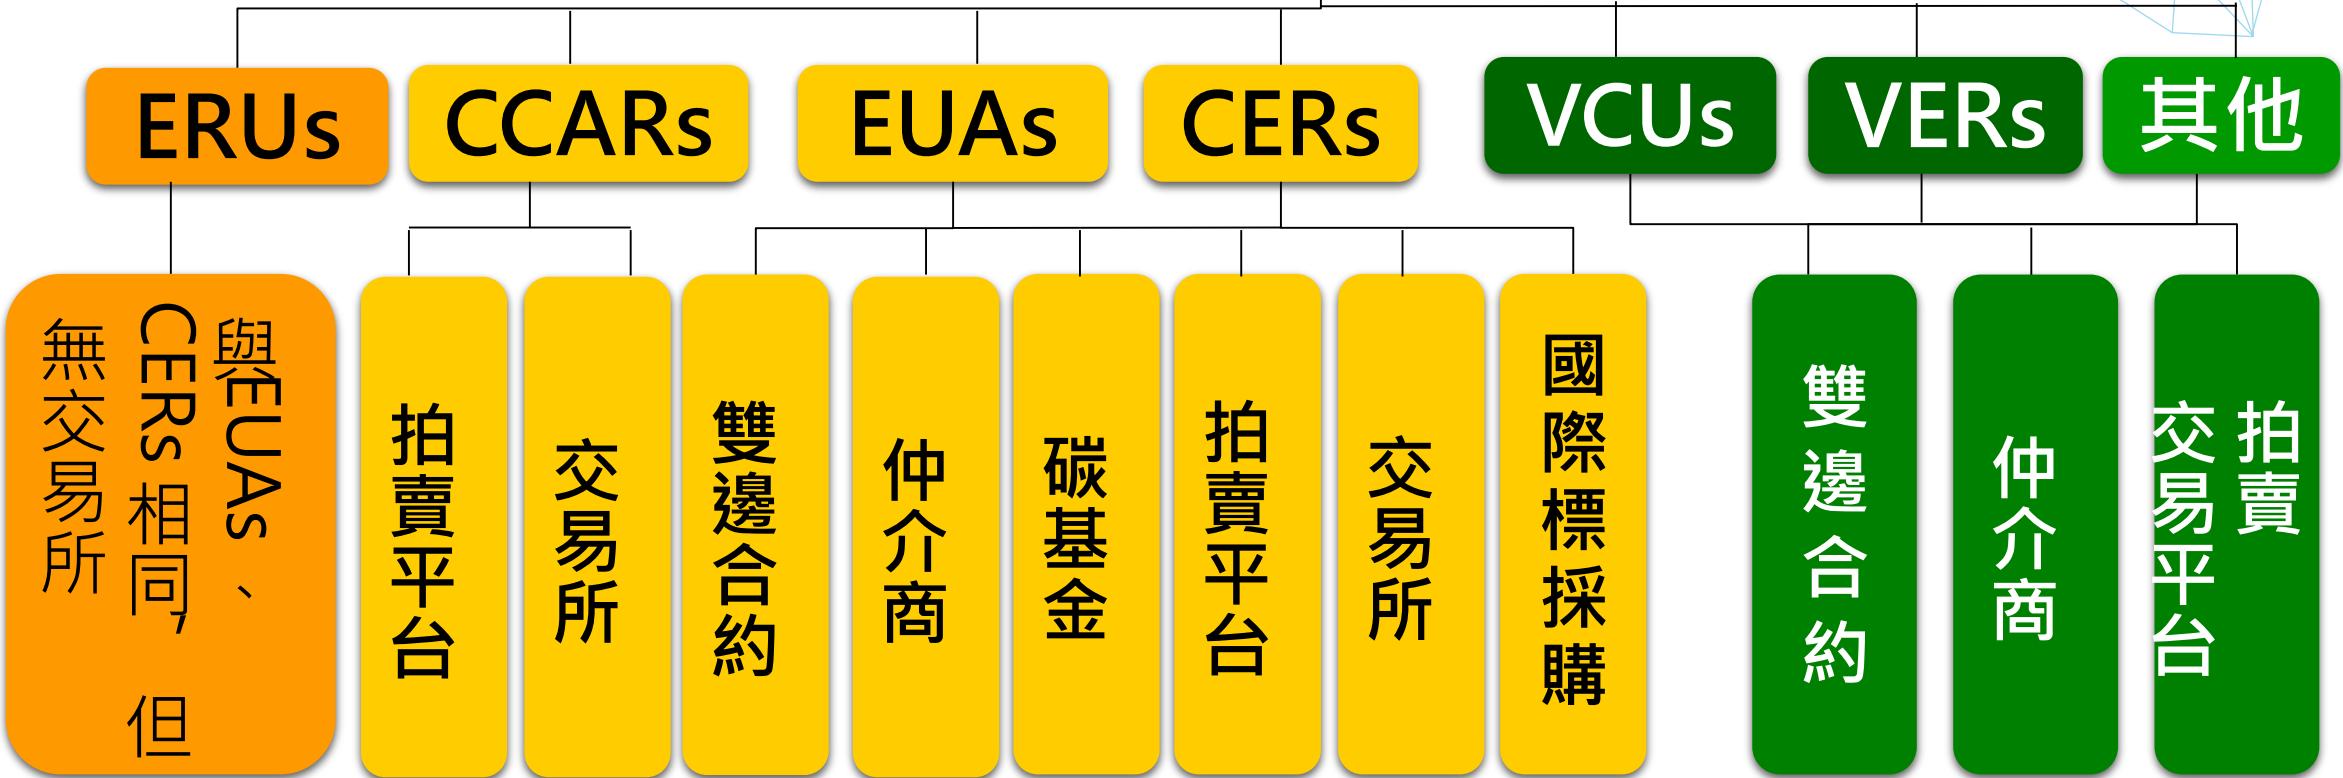 ERUs
CCARs
EUAs
CERs
VCUs
VERs
其他
與EUAs、
CERs相同，但
無交易所
拍賣平台
交易所
雙邊合約
仲介商
碳基金
拍賣平台
交易所
國際標採購
雙邊合約
仲介商
拍賣
交易平台